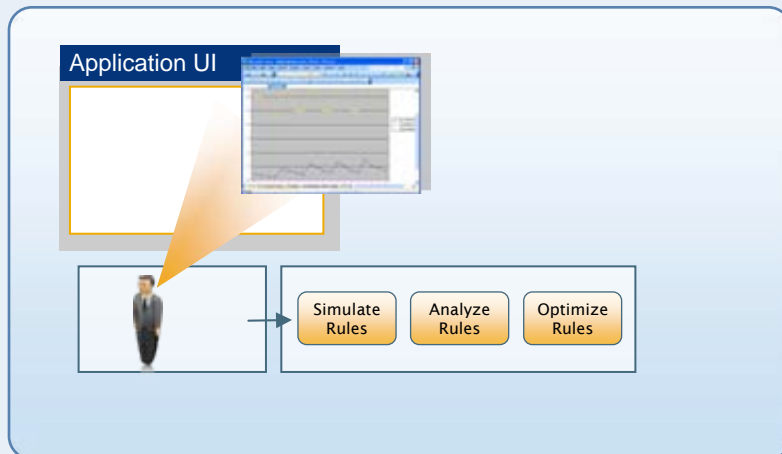 Application UI
Simulate
Rules
Analyze
Rules
Optimize
Rules